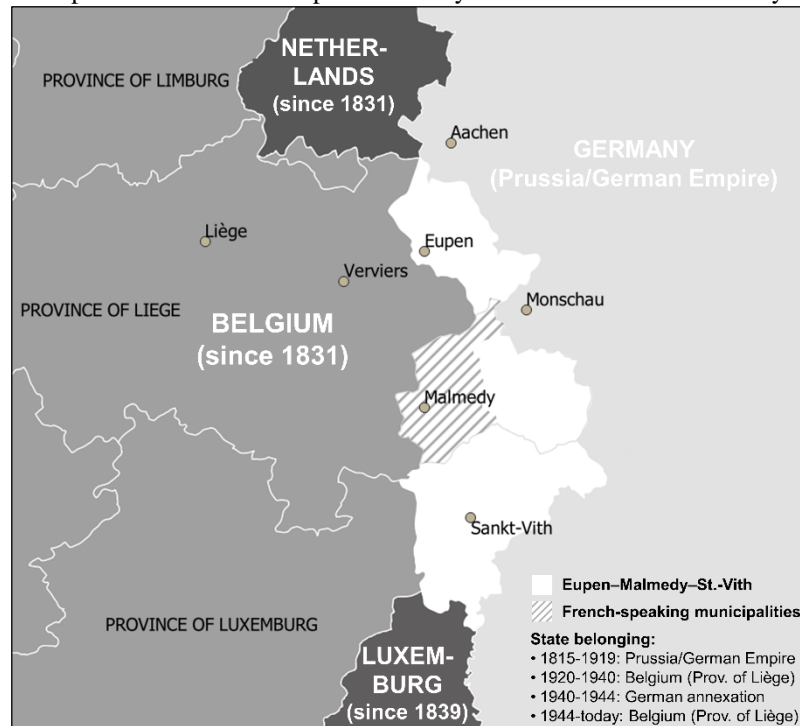 NETHER-
LANDS
(since 1831)
PROVINCE OF LIMBURG
Aachen
GERMANY
(Prussia/German Empire)
Liège
Eupen
Verviers
Monschau
PROVINCE OF LIEGE
BELGIUM
(since 1831)
Malmedy
Sankt-Vith
Eupen–Malmedy–St.-Vith
French-speaking municipalities
PROVINCE OF LUXEMBURG
State belonging:
• 1815-1919: Prussia/German Empire
• 1920-1940: Belgium (Prov. of Liège)
• 1940-1944: German annexation
• 1944-today: Belgium (Prov. of Liège)
LUXEM-
BURG
(since 1839)